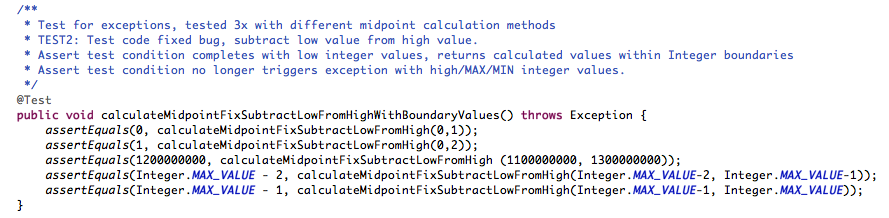 /**
 * Test for exceptions, tested 3x with different midpoint calculation methods
 * TEST2: Test code fixed bug, subtract low value from high value.
 * Assert test condition completes with low integer values, returns calculated values within Integer boundaries
 * Assert test condition no longer triggers exception with high/MAX/MIN integer values.
 */
@Test
public void calculateMidpointFixSubtractLowFromHighWithBoundaryValues() throws Exception {
    assertEquals(0, calculateMidpointFixSubtractLowFromHigh(0,1));
    assertEquals(1, calculateMidpointFixSubtractLowFromHigh(0,2));
    assertEquals(1200000000, calculateMidpointFixSubtractLowFromHigh (1100000000, 1300000000));
    assertEquals(Integer.MAX_VALUE - 2, calculateMidpointFixSubtractLowFromHigh(Integer.MAX_VALUE-2, Integer.MAX_VALUE-1));
    assertEquals(Integer.MAX_VALUE - 1, calculateMidpointFixSubtractLowFromHigh(Integer.MAX_VALUE-1, Integer.MAX_VALUE));
}